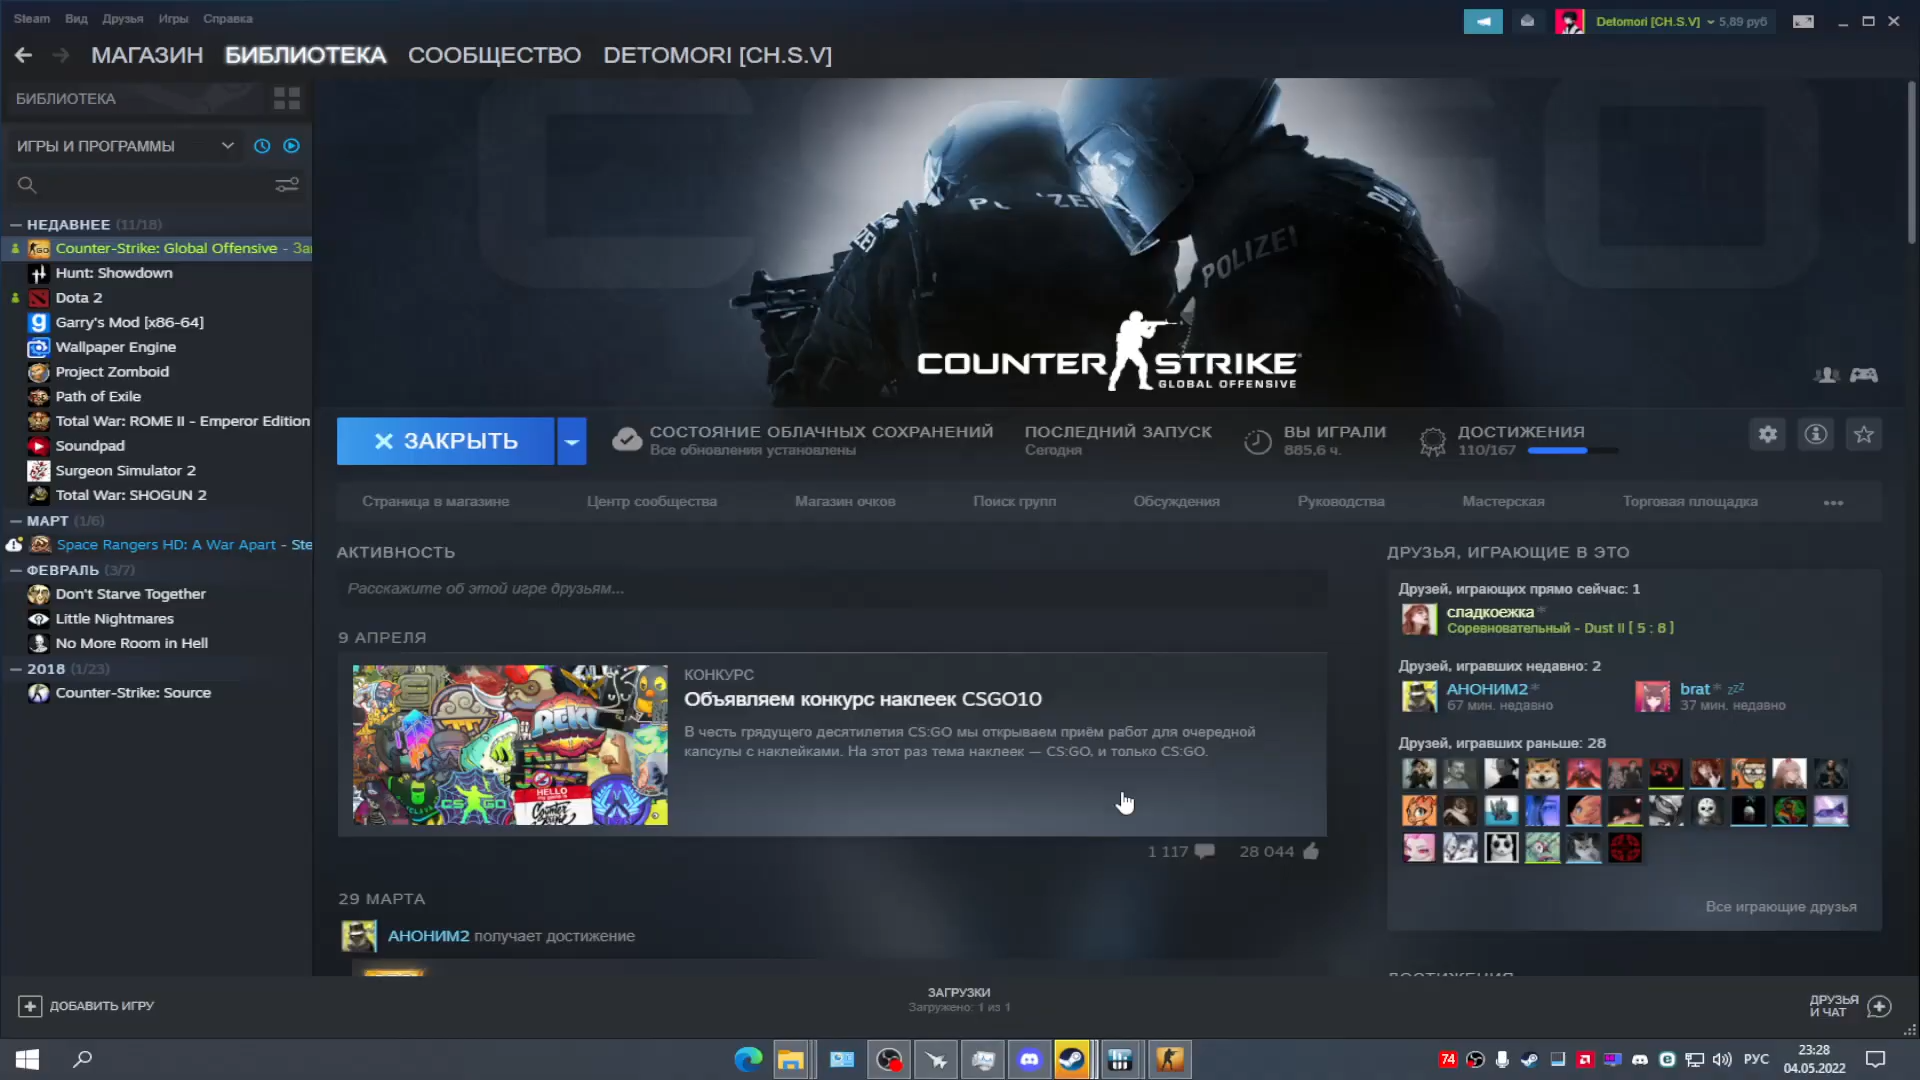 Steam Вид Друзья Игры Справка
Detomori [CH.S.V] 5,89 руб
МАГАЗИН БИБЛИОТЕКА СООБЩЕСТВО DETOMORI [CH.S.V]
БИБЛИОТЕКА
ИГРЫ И ПРОГРАММЫ
— НЕДАВНЕЕ (11/18)
Counter-Strike: Global Offensive - За
Hunt: Showdown
Dota 2
Garry's Mod [x86-64]
Wallpaper Engine
Project Zomboid
Path of Exile
Total War: ROME II - Emperor Edition
Soundpad
Surgeon Simulator 2
Total War: SHOGUN 2
— МАРТ (1/6)
Space Rangers HD: A War Apart - Ste
— ФЕВРАЛЬ (3/7)
Don't Starve Together
Little Nightmares
No More Room in Hell
— 2018 (1/23)
Counter-Strike: Source
POLIZEI
COUNTER STRIKE
GLOBAL OFFENSIVE
ЗАКРЫТЬ
СОСТОЯНИЕ ОБЛАЧНЫХ СОХРАНЕНИЙ
Все обновления установлены
ПОСЛЕДНИЙ ЗАПУСК
Сегодня
ВЫ ИГРАЛИ
885,6 ч.
ДОСТИЖЕНИЯ
110/167
Страница в магазине Центр сообщества Магазин очков Поиск групп Обсуждения Руководства Мастерская Торговая площадка
АКТИВНОСТЬ
Расскажите об этой игре друзьям...
9 АПРЕЛЯ
КОНКУРС
Объявляем конкурс наклеек CSGO10
В честь грядущего десятилетия CS:GO мы открываем приём работ для очередной
капсулы с наклейками. На этот раз тема наклеек — CS:GO, и только CS:GO.
REKT
HELLO
CS GO
1 117 28 044
29 МАРТА
АНОНИМ2 получает достижение
ДРУЗЬЯ, ИГРАЮЩИЕ В ЭТО
Друзей, играющих прямо сейчас: 1
сладкоежка*
Соревновательный - Dust II [ 5 : 8 ]
Друзей, игравших недавно: 2
АНОНИМ2*
67 мин. недавно
brat* zzZ
37 мин. недавно
Друзей, игравших раньше: 28
Все играющие друзья
ДОСТИЖЕНИЯ
ДОБАВИТЬ ИГРУ
ЗАГРУЗКИ
Загружено: 1 из 1
ДРУЗЬЯ
И ЧАТ
74
РУС
23:28
04.05.2022